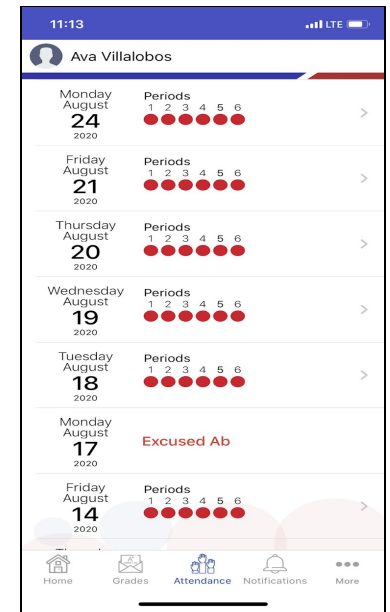 11:13 LTE
Ava Villalobos
Monday
August
24
2020
Periods
1 2 3 4 5 6
Friday
August
21
2020
Periods
1 2 3 4 5 6
Thursday
August
20
2020
Periods
1 2 3 4 5 6
Wednesday
August
19
2020
Periods
1 2 3 4 5 6
Tuesday
August
18
2020
Periods
1 2 3 4 5 6
Monday
August
17
2020
Excused Ab
Friday
August
14
2020
Periods
1 2 3 4 5 6
Home Grades Attendance Notifications More